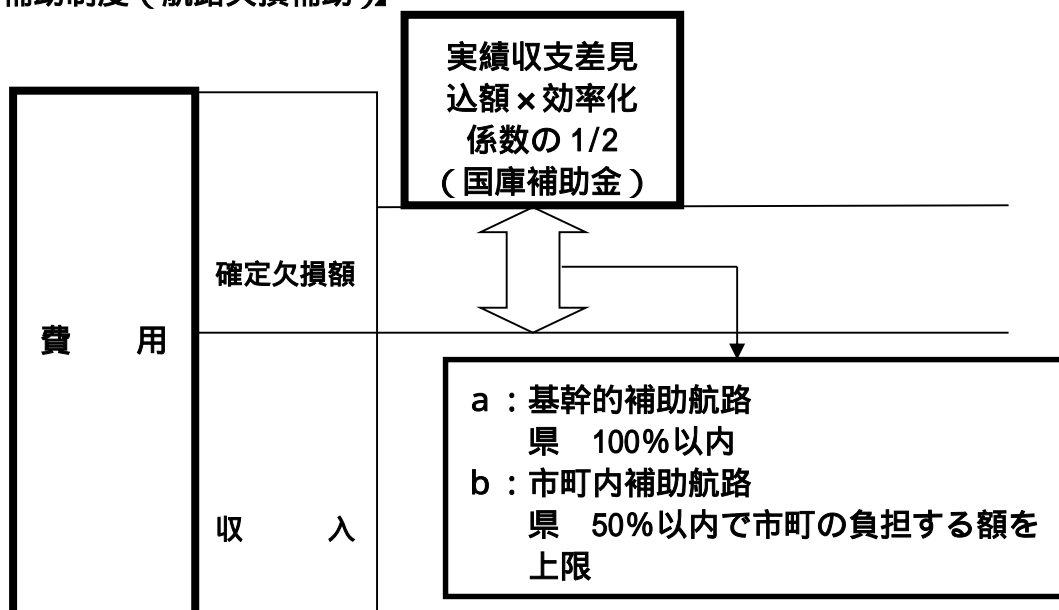 補助制度(航路欠損補助)】
実績収支差見
込額×効率化
係数の 1/2
(国庫補助金)
確定欠損額
費 用
a:基幹的補助航路
県 100%以内
b:市町内補助航路
県 50%以内で市町の負担する額を
上限
収 入